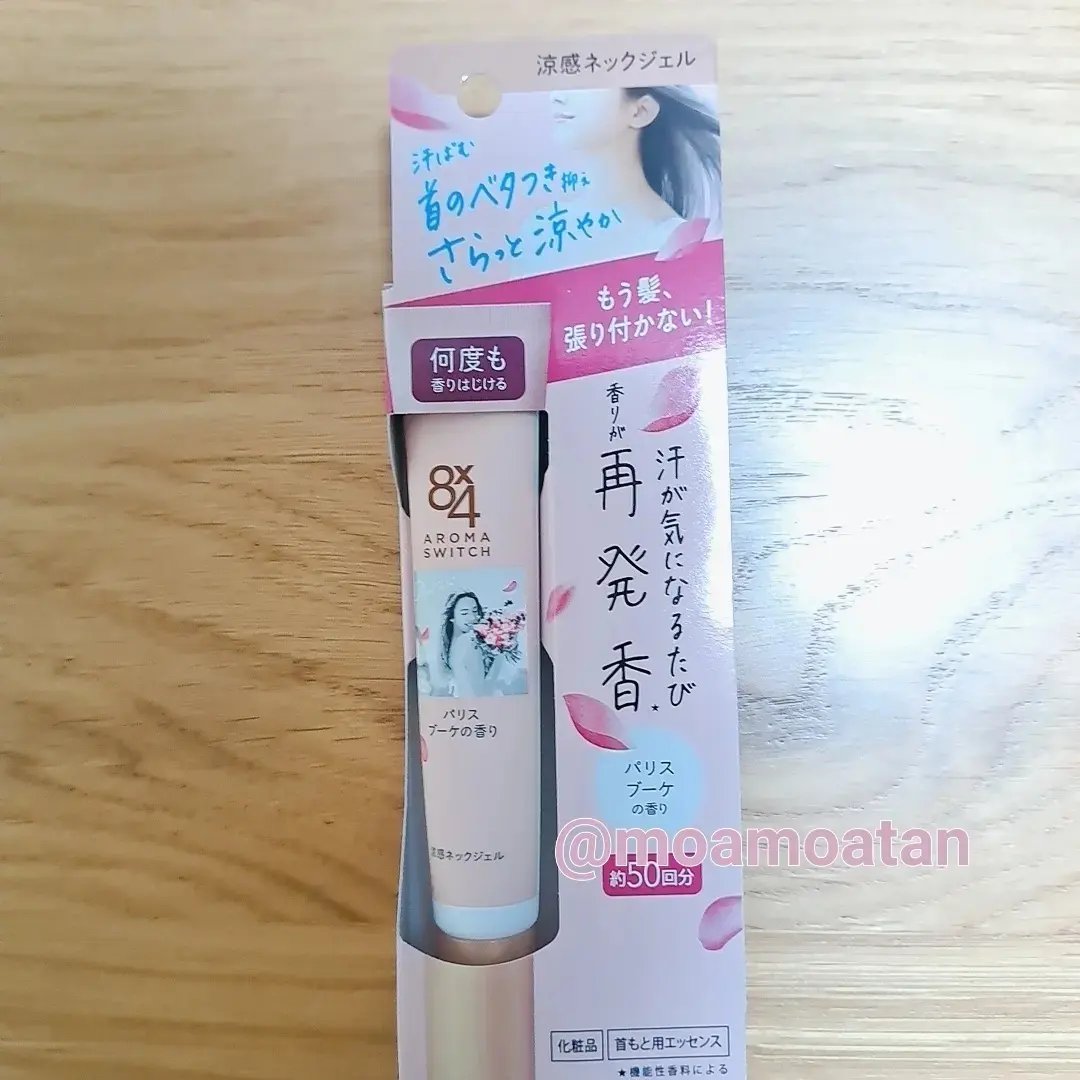 涼感ネックジェル
汗ばむ
首のベタつき抑え
さらっと涼やか
もう髪、
張り付かない!
何度も
香りはじける
8x4
AROMA
SWITCH
パリス
ブーケの香り
涼感ネックジェル
汗が気になるたび
香りが
再発香★
パリス
ブーケ
の香り
@moamoatan
約50回分
化粧品
首もと用エッセンス
★機能性香料による